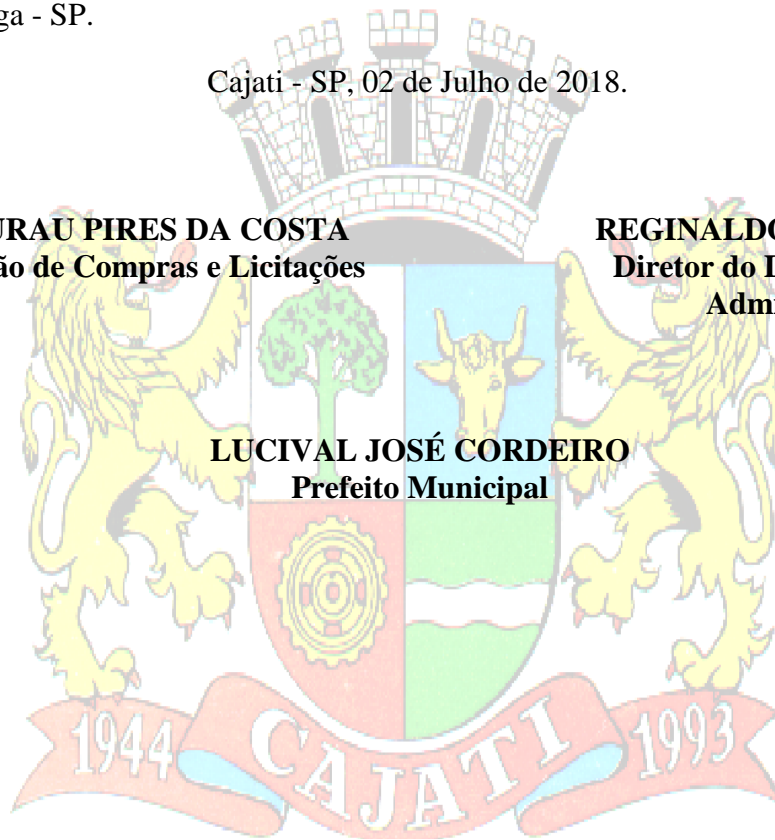 ga - SP.
Cajati - SP, 02 de Julho de 2018.
URAU PIRES DA COSTA
ão de Compras e Licitações
REGINALDO
Diretor do D
Admi
LUCIVAL JOSÉ CORDEIRO
Prefeito Municipal
1944 CAJATI 1993